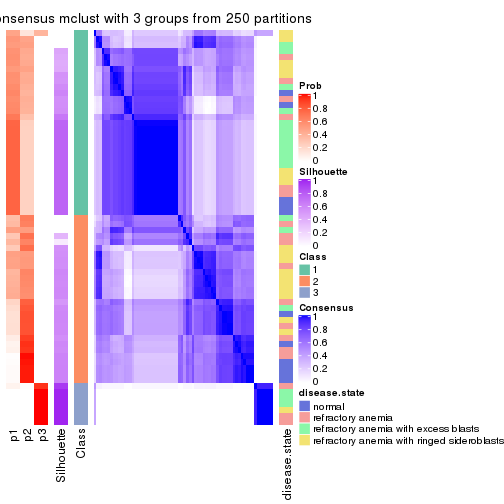 onsensus mclust with 3 groups from 250 partitions
Prob
1
0.8
0.6
0.4
0.2
0
Silhouette
1
0.8
0.6
0.4
0.2
0
Class
1
2
3
Consensus
1
0.8
0.6
0.4
0.2
0
disease.state
normal
refractory anemia
refractory anemia with excess blasts
refractory anemia with ringed sideroblasts
p1
p2
p3
Silhouette
Class
disease.state